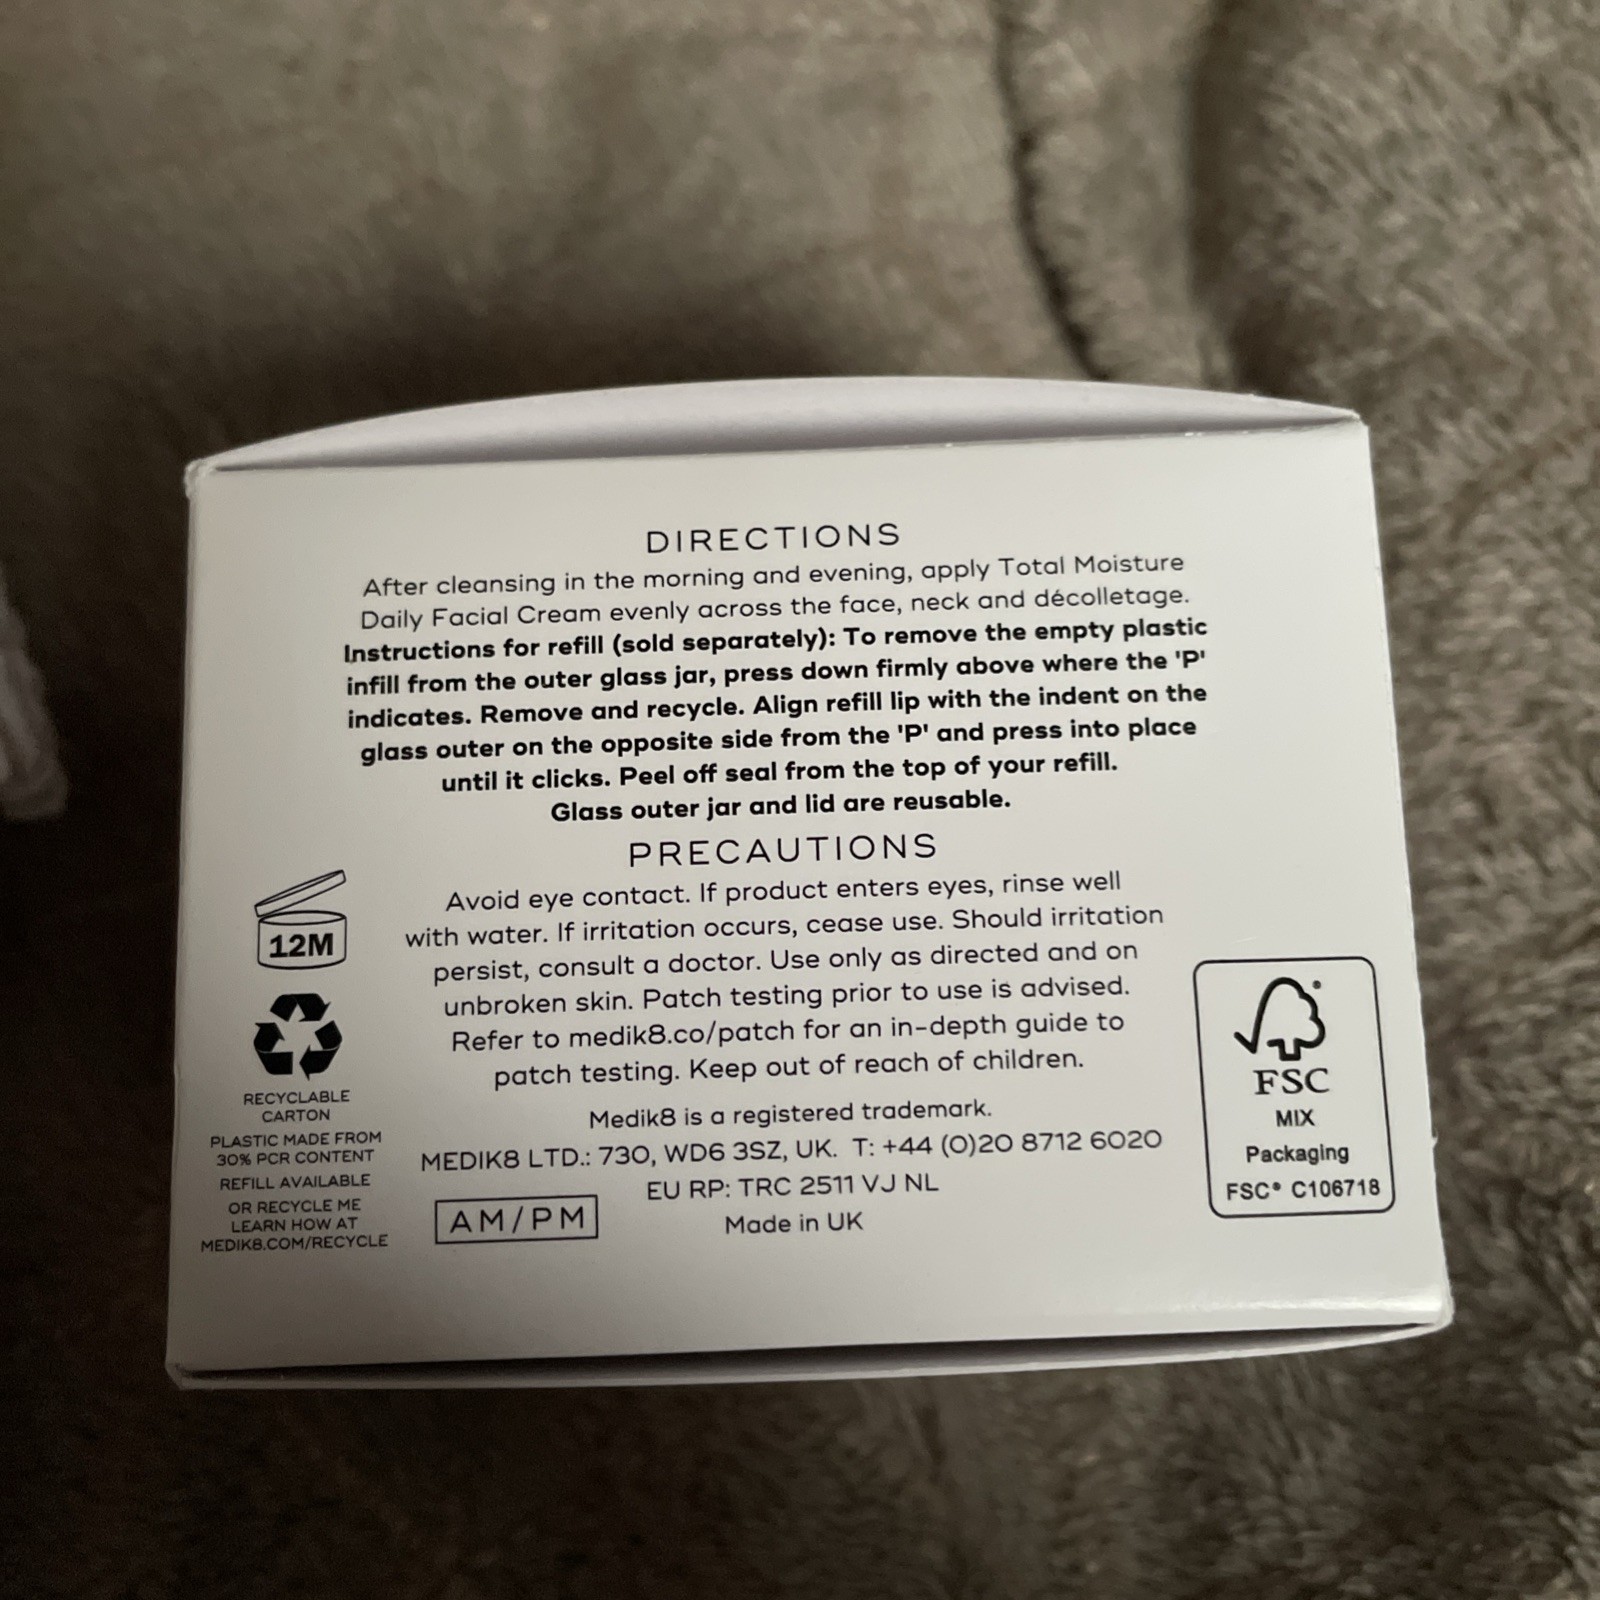 DIRECTIONS
After cleansing in the morning and evening, apply Total Moisture
Daily Facial Cream evenly across the face, neck and décolletage.
Instructions for refill (sold separately): To remove the empty plastic
infill from the outer glass jar, press down firmly above where the 'P'
indicates. Remove and recycle. Align refill lip with the indent on the
glass outer on the opposite side from the 'P' and press into place
until it clicks. Peel off seal from the top of your refill.
Glass outer jar and lid are reusable.
PRECAUTIONS
Avoid eye contact. If product enters eyes, rinse well
with water. If irritation occurs, cease use. Should irritation
persist, consult a doctor. Use only as directed and on
unbroken skin. Patch testing prior to use is advised.
Refer to medik8.co/patch for an in-depth guide to
patch testing. Keep out of reach of children.
Medik8 is a registered trademark.
MEDIK8 LTD.: 730, WD6 3SZ, UK. T: +44 (0)20 8712 6020
EU RP: TRC 2511 VJ NL
Made in UK
AM/PM
12M
RECYCLABLE
CARTON
PLASTIC MADE FROM
30% PCR CONTENT
REFILL AVAILABLE
OR RECYCLE ME
LEARN HOW AT
MEDIK8.COM/RECYCLE
FSC
MIX
Packaging
FSC® C106718